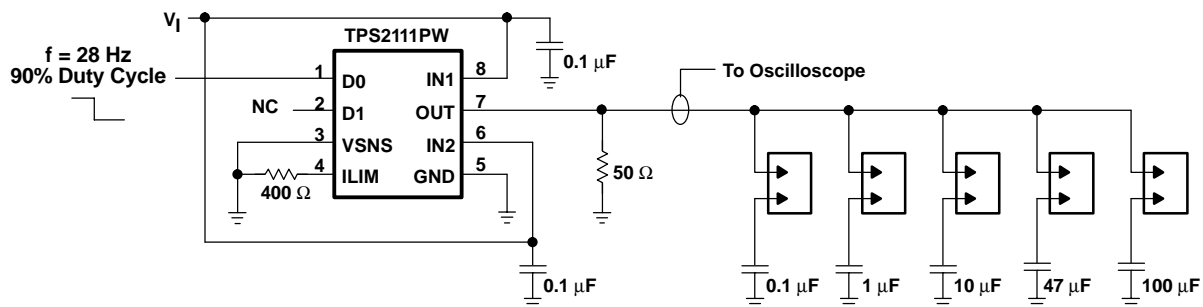 VI
f = 28 Hz
90% Duty Cycle
NC
TPS2111PW
1 D0
2 D1
3 VSNS
4 ILIM
IN1 8
OUT 7
IN2 6
GND 5
400 Ω
0.1 μF
0.1 μF
50 Ω
To Oscilloscope
0.1 μF
1 μF
10 μF
47 μF
100 μF